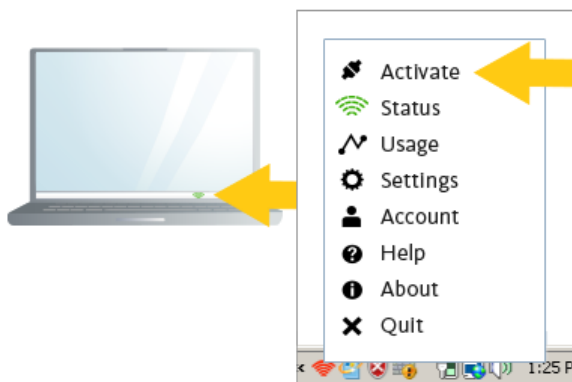 Activate
Status
Usage
Settings
Account
Help
About
Quit
1:25 P